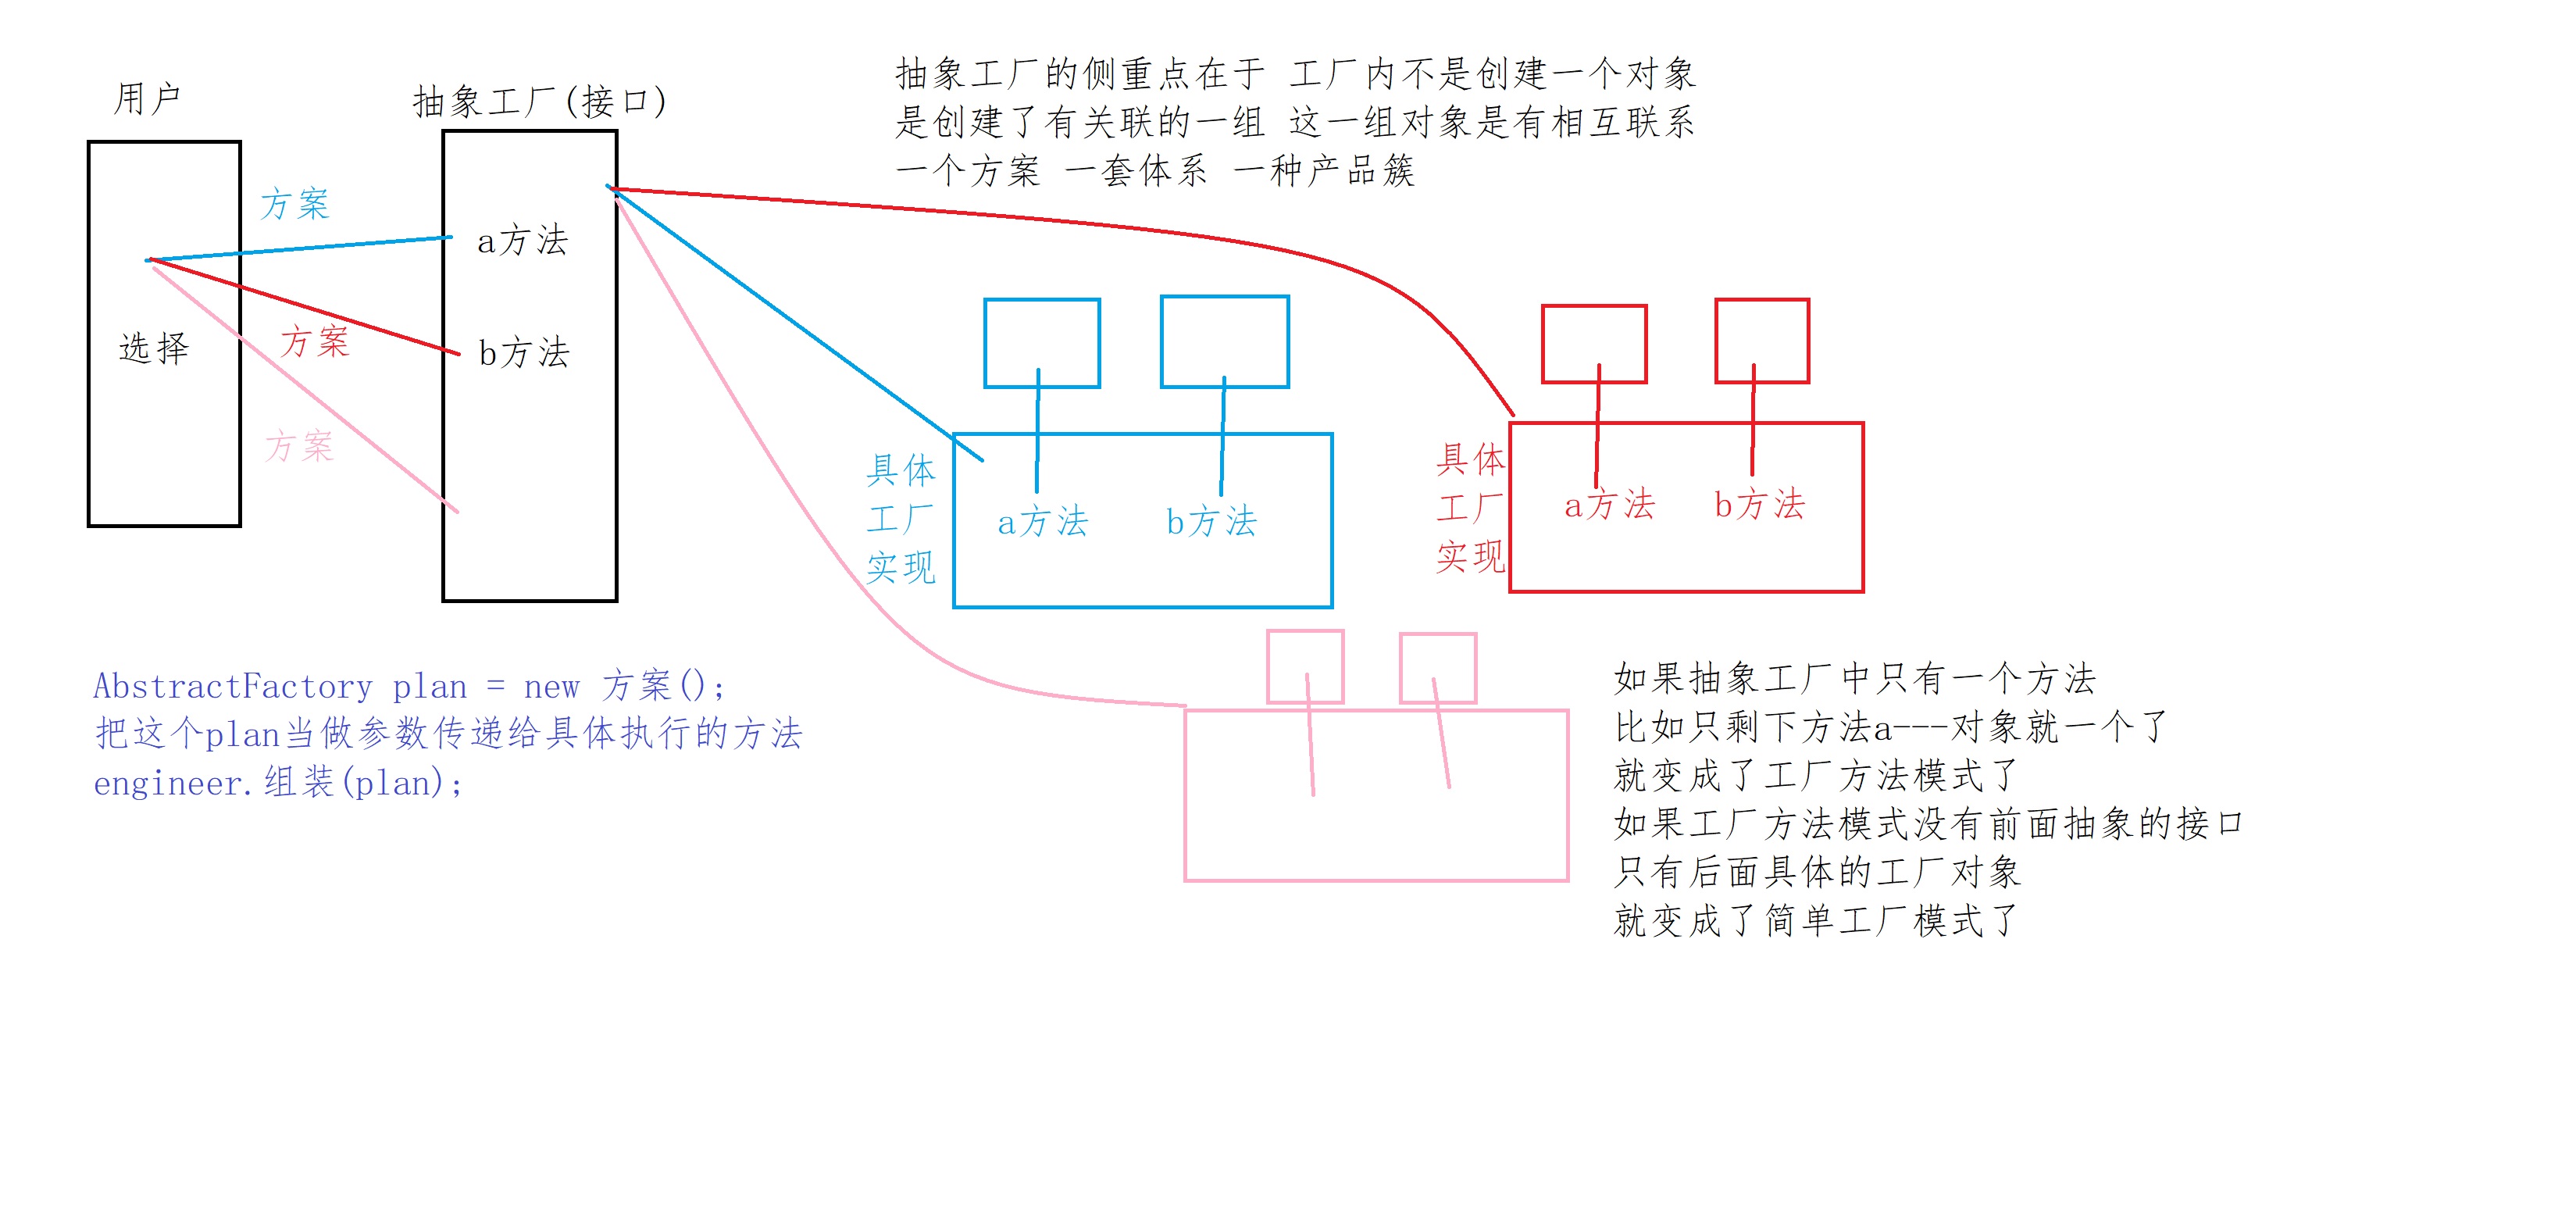 用户
抽象工厂(接口)
抽象工厂的侧重点在于 工厂内不是创建一个对象
是创建了有关联的一组 这一组对象是有相互联系
一个方案 一套体系 一种产品簇
方案
a方法
选择
方案
b方法
方案
具体
工厂
实现
a方法
b方法
具体
工厂
实现
a方法
b方法
AbstractFactory plan = new 方案();
把这个plan当做参数传递给具体执行的方法
engineer.组装(plan);
如果抽象工厂中只有一个方法
比如只剩下方法a---对象就一个了
就变成了工厂方法模式了
如果工厂方法模式没有前面抽象的接口
只有后面具体的工厂对象
就变成了简单工厂模式了